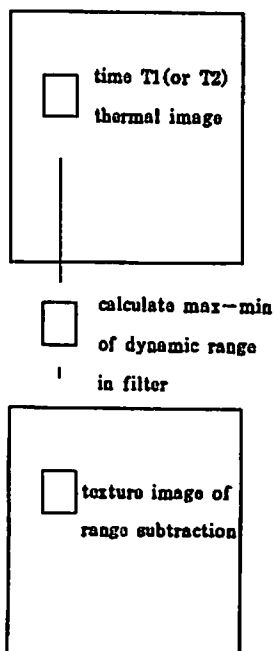 time T1(or T2)
thermal image
calculate max-min
of dynamic range
in filter
texture image of
range subtraction